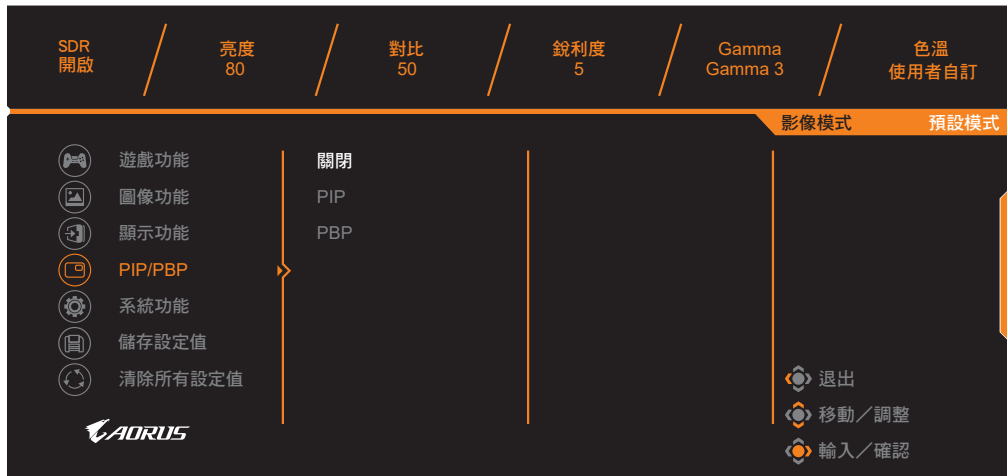 SDR
開啟
亮度
80
對比
50
銳利度
5
Gamma
Gamma 3
色溫
使用者自訂
影像模式 預設模式
遊戲功能
圖像功能
顯示功能
PIP/PBP
系統功能
儲存設定值
清除所有設定值
關閉
PIP
PBP
退出
移動／調整
輸入／確認
AORUS